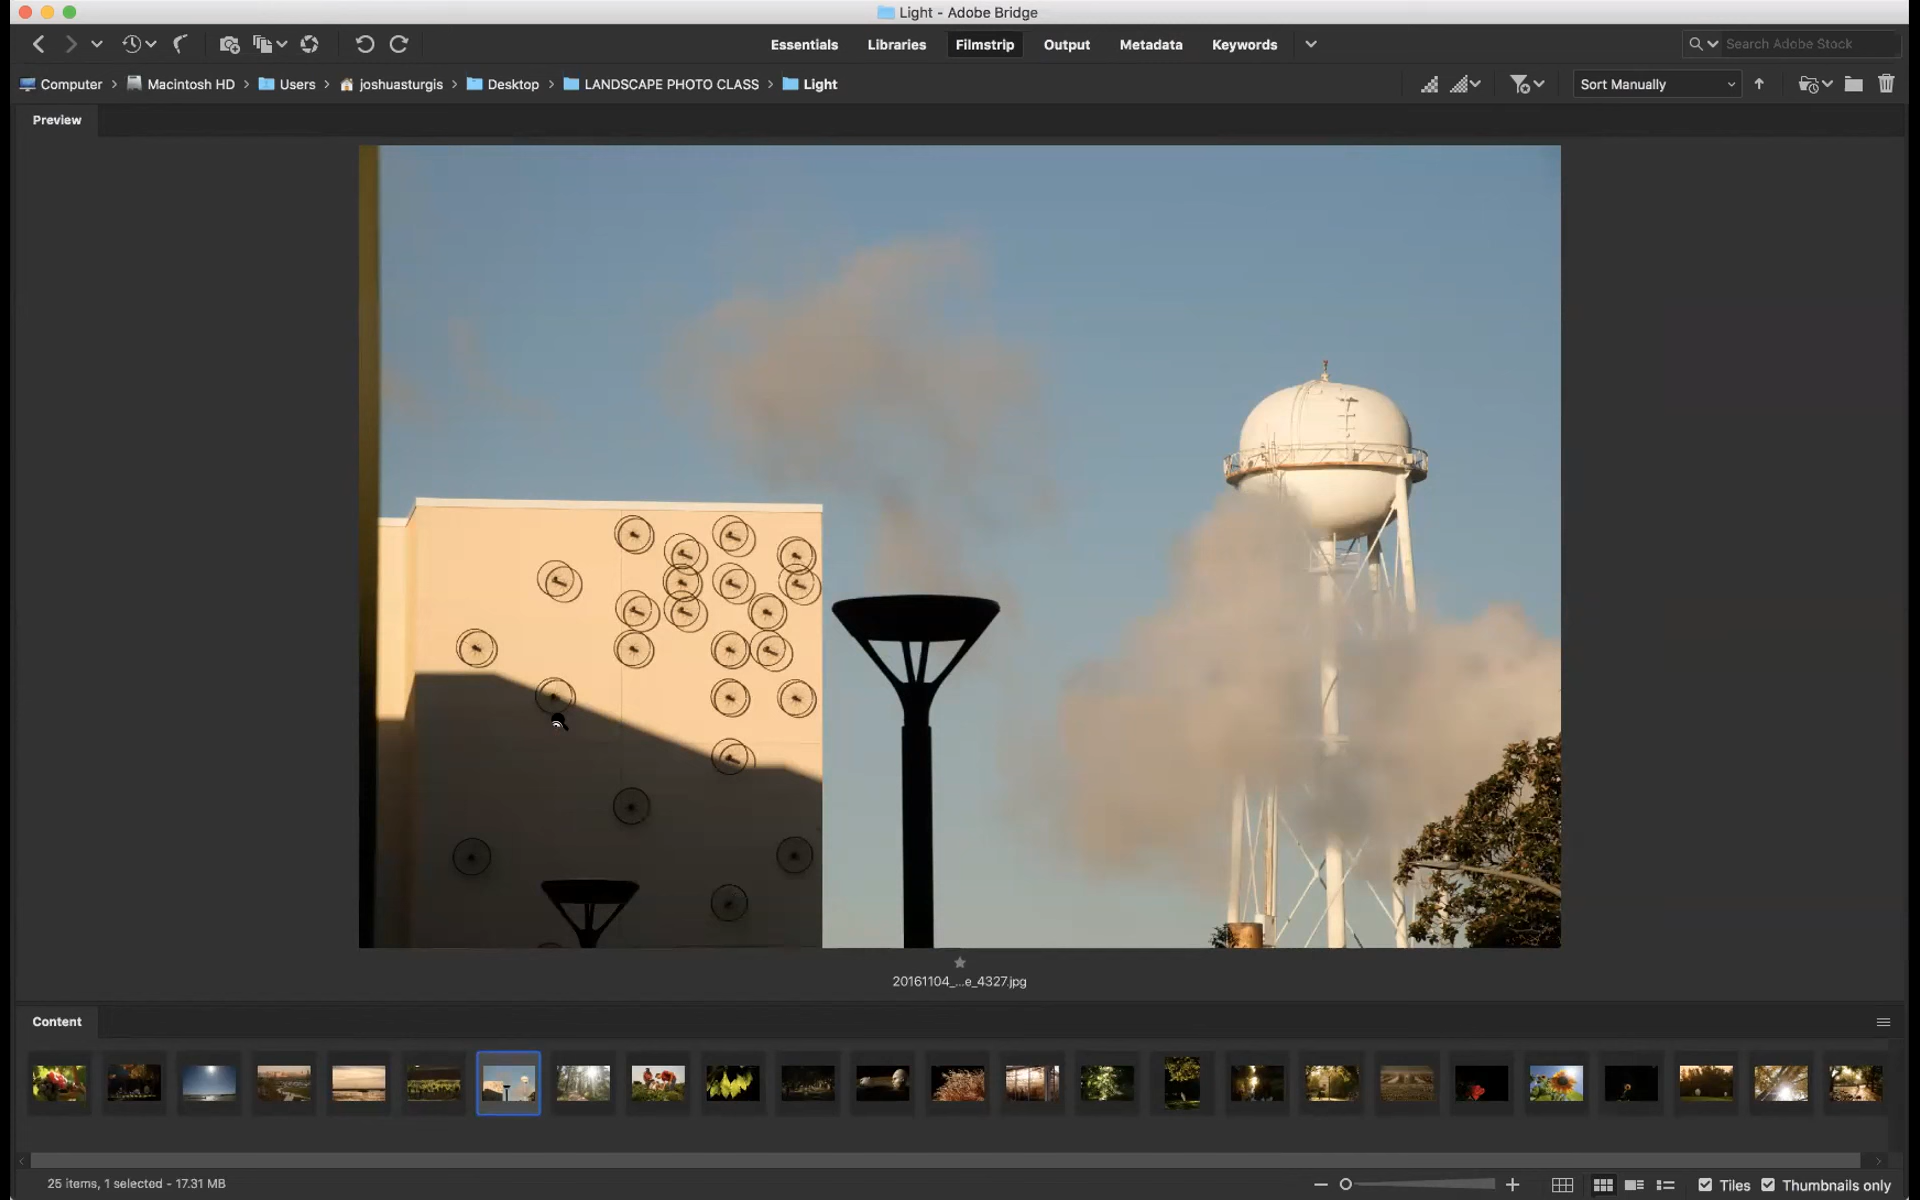 Light - Adobe Bridge
Essentials Libraries Filmstrip Output Metadata Keywords Search Adobe Stock
Computer Macintosh HD Users joshuasturgis Desktop LANDSCAPE PHOTO CLASS Light Sort Manually
Preview
20161104_...e_4327.jpg
Content
25 items, 1 selected - 17.31 MB Tiles Thumbnails only